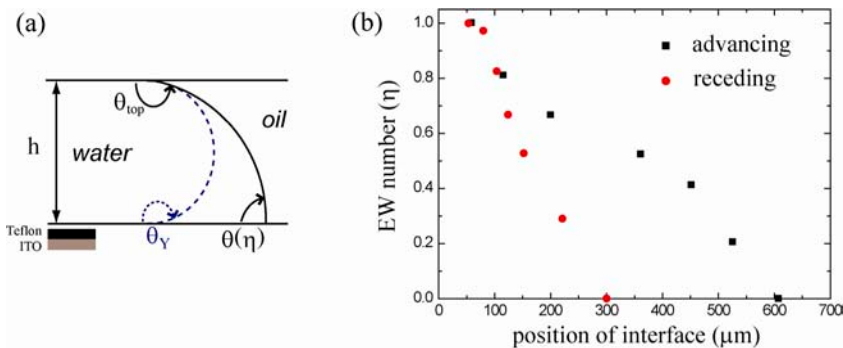 (a)
θtop
oil
h
water
Teflon
ITO
θY
θ(η)
(b)
EW number (η)
1.0
0.8
0.6
0.4
0.2
0.0
advancing
receding
0 100 200 300 400 500 600 700
position of interface (μm)